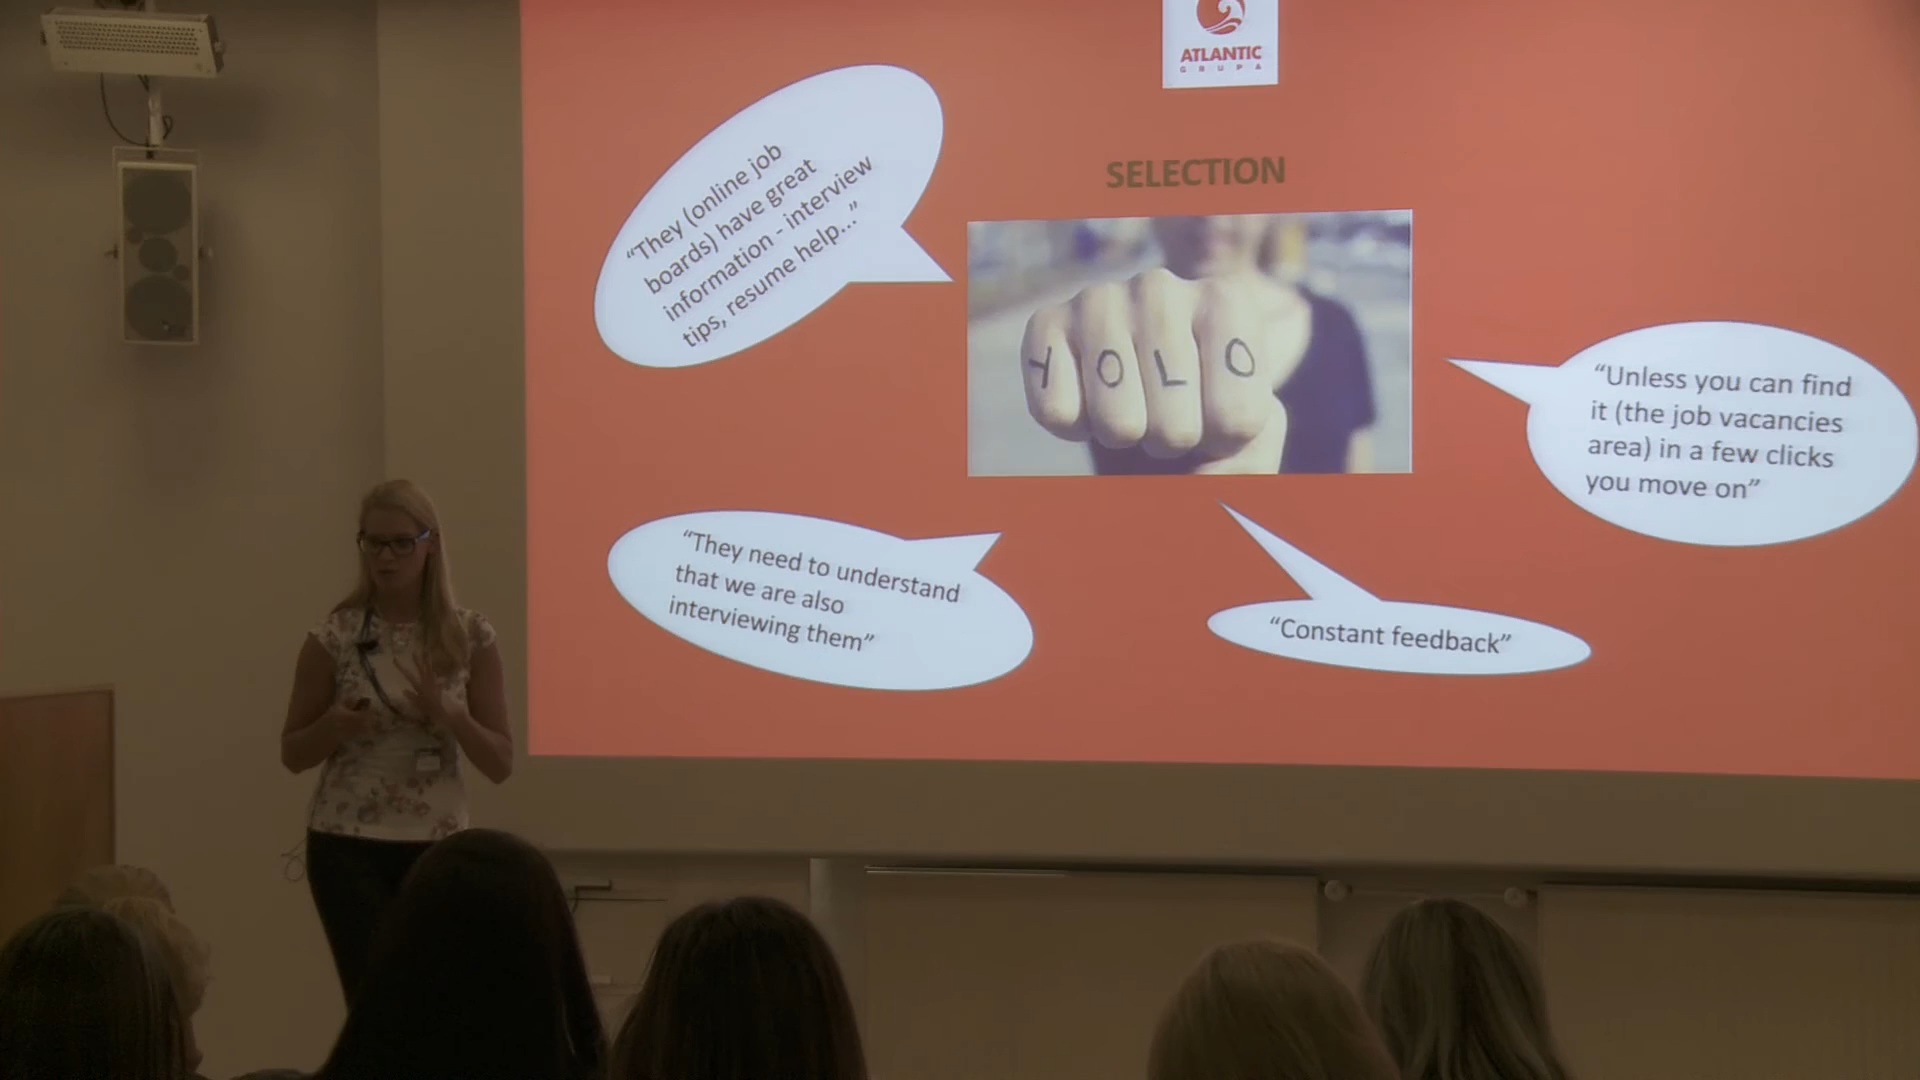 ATLANTIC
GRUPA
SELECTION
“They (online job
boards) have great
information - interview
tips, resume help...”
YOLO
“Unless you can find
it (the job vacancies
area) in a few clicks
you move on”
“They need to understand
that we are also
interviewing them”
“Constant feedback”